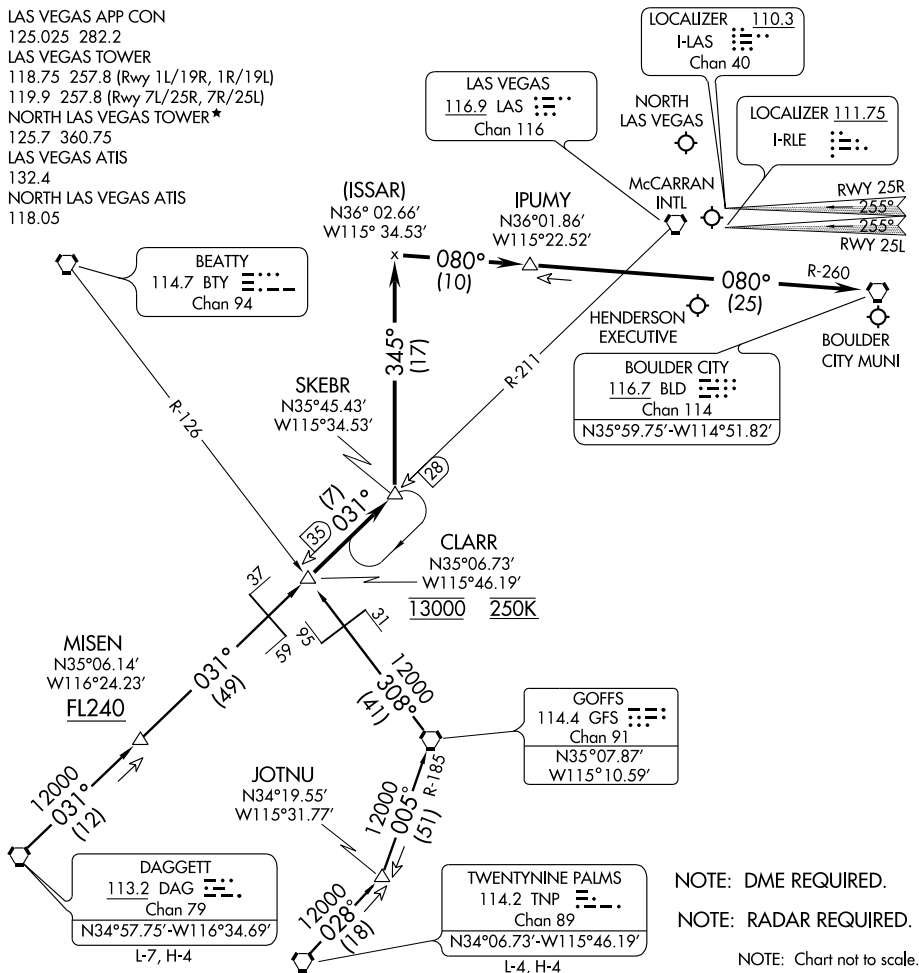 LAS VEGAS APP CON
125.025 282.2
LAS VEGAS TOWER
118.75 257.8 (Rwy 1L/19R, 1R/19L)
119.9 257.8 (Rwy 7L/25R, 7R/25L)
NORTH LAS VEGAS TOWER★
125.7 360.75
LAS VEGAS ATIS
132.4
NORTH LAS VEGAS ATIS
118.05
LOCALIZER 110.3
I-LAS
Chan 40
LAS VEGAS
116.9 LAS
Chan 116
NORTH
LAS VEGAS
LOCALIZER 111.75
I-RLE
McCARRAN
INTL
RWY 25R
255°
255°
RWY 25L
(ISSAR)
N36° 02.66'
W115° 34.53'
IPUMY
N36°01.86'
W115°22.52'
BEATTY
114.7 BTY
Chan 94
x
080°
(10)
080°
(25)
R-260
HENDERSON
EXECUTIVE
BOULDER
CITY MUNI
BOULDER CITY
116.7 BLD
Chan 114
N35°59.75'-W114°51.82'
345°
(17)
R-211
SKEBR
N35°45.43'
W115°34.53'
R-126
28
(7)
031°
35
CLARR
N35°06.73'
W115°46.19'
13000 250K
37
59
31
95
MISEN
N35°06.14'
W116°24.23'
FL240
031°
(49)
12000
308°
(41)
GOFFS
114.4 GFS
Chan 91
N35°07.87'
W115°10.59'
JOTNU
N34°19.55'
W115°31.77'
12000
005°
(51)
R-185
12000
031°
(12)
DAGGETT
113.2 DAG
Chan 79
N34°57.75'-W116°34.69'
L-7, H-4
12000
028°
(18)
TWENTYNINE PALMS
114.2 TNP
Chan 89
N34°06.73'-W115°46.19'
L-4, H-4
NOTE: DME REQUIRED.
NOTE: RADAR REQUIRED.
NOTE: Chart not to scale.